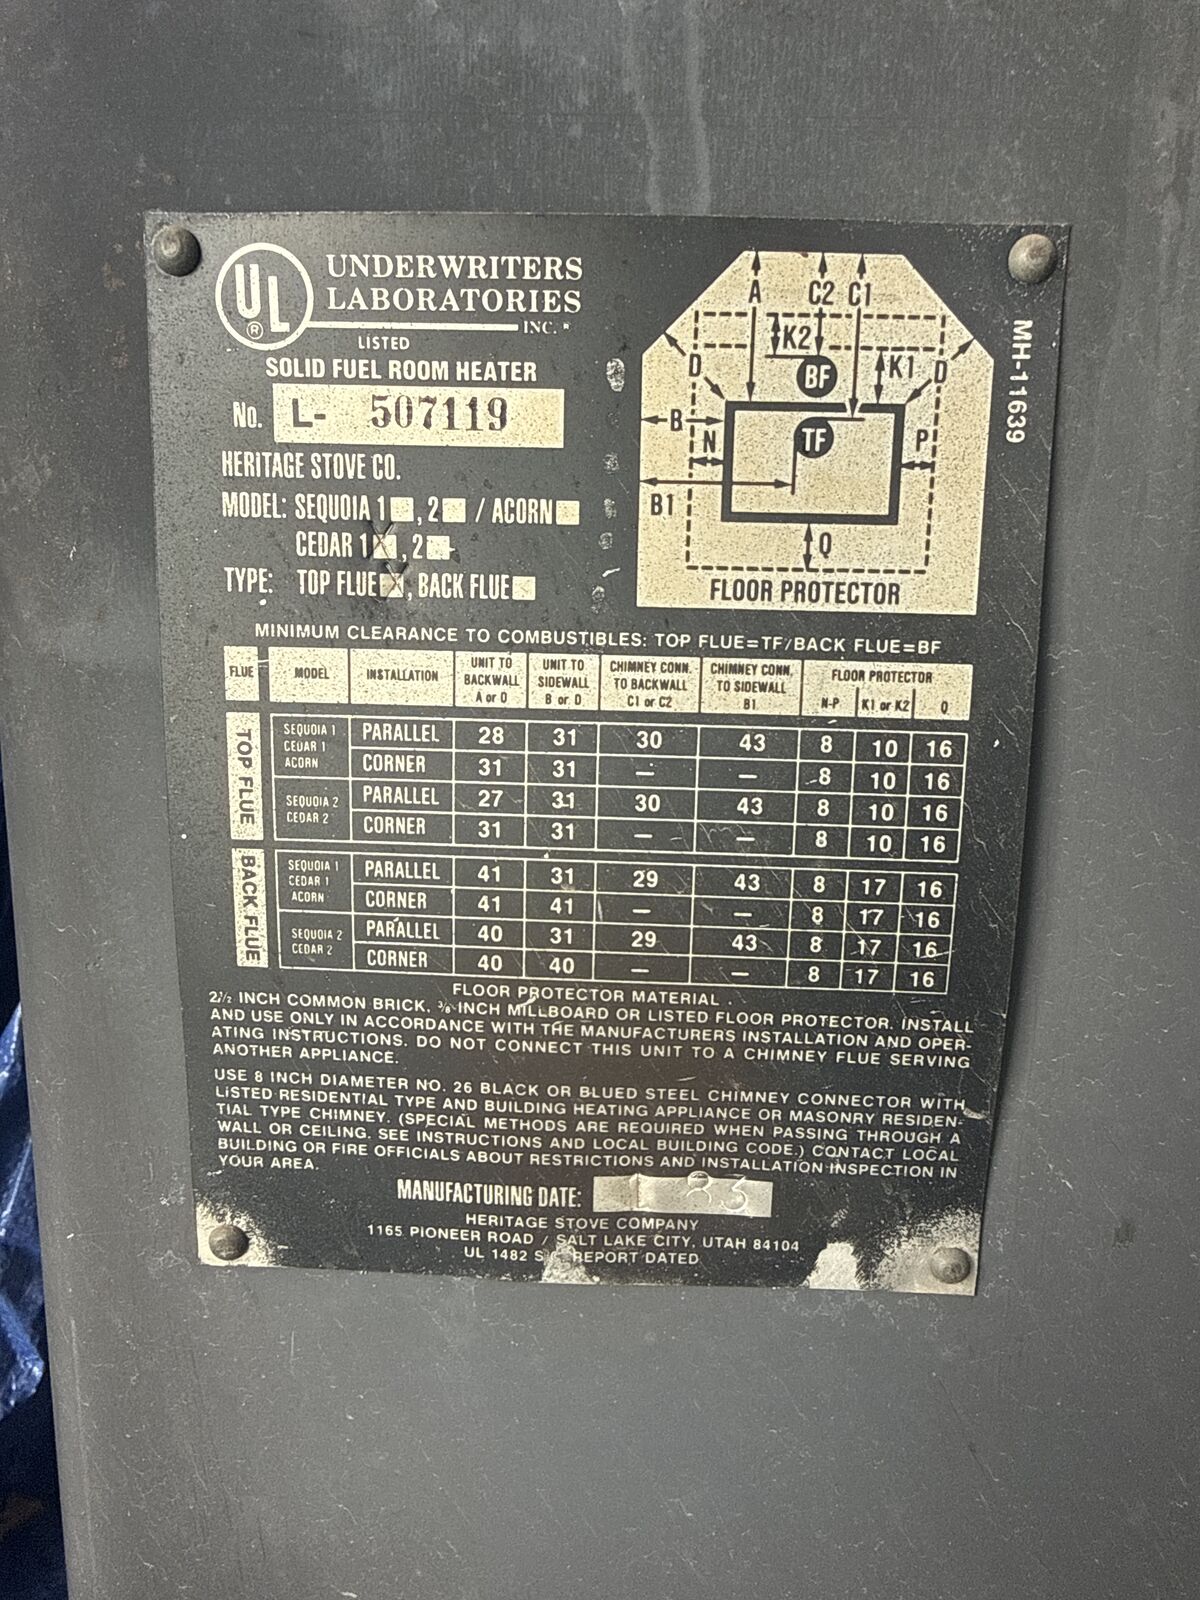 UL
®
UNDERWRITERS
LABORATORIES
INC. ®
LISTED
SOLID FUEL ROOM HEATER
No. L- 507119
HERITAGE STOVE CO.
MODEL: SEQUOIA 1 , 2 / ACORN
CEDAR 1 X , 2
TYPE: TOP FLUE X , BACK FLUE
MH-11639
A C2 C1
K2
D BF K1 D
B TF
N P
B1
Q
FLOOR PROTECTOR
MINIMUM CLEARANCE TO COMBUSTIBLES: TOP FLUE=TF/BACK FLUE=BF
FLUE MODEL INSTALLATION UNIT TO BACKWALL A or D UNIT TO SIDEWALL B or D CHIMNEY CONN. TO BACKWALL C1 or C2 CHIMNEY CONN. TO SIDEWALL B1 FLOOR PROTECTOR N-P K1 or K2 Q
TOP FLUE
SEQUOIA 1 CEDAR 1 ACORN PARALLEL 28 31 30 43 8 10 16
CORNER 31 31 — — 8 10 16
SEQUOIA 2 CEDAR 2 PARALLEL 27 31 30 43 8 10 16
CORNER 31 31 — — 8 10 16
BACK FLUE
SEQUOIA 1 CEDAR 1 ACORN PARALLEL 41 31 29 43 8 17 16
CORNER 41 41 — — 8 17 16
SEQUOIA 2 CEDAR 2 PARALLEL 40 31 29 43 8 17 16
CORNER 40 40 — — 8 17 16
FLOOR PROTECTOR MATERIAL .
2½ INCH COMMON BRICK, ⅜ INCH MILLBOARD OR LISTED FLOOR PROTECTOR. INSTALL
AND USE ONLY IN ACCORDANCE WITH THE MANUFACTURERS INSTALLATION AND OPER-
ATING INSTRUCTIONS. DO NOT CONNECT THIS UNIT TO A CHIMNEY FLUE SERVING
ANOTHER APPLIANCE.
USE 8 INCH DIAMETER NO. 26 BLACK OR BLUED STEEL CHIMNEY CONNECTOR WITH
LISTED RESIDENTIAL TYPE AND BUILDING HEATING APPLIANCE OR MASONRY RESIDEN-
TIAL TYPE CHIMNEY. (SPECIAL METHODS ARE REQUIRED WHEN PASSING THROUGH A
WALL OR CEILING. SEE INSTRUCTIONS AND LOCAL BUILDING CODE.) CONTACT LOCAL
BUILDING OR FIRE OFFICIALS ABOUT RESTRICTIONS AND INSTALLATION INSPECTION IN
YOUR AREA.
MANUFACTURING DATE: 1 83
HERITAGE STOVE COMPANY
1165 PIONEER ROAD / SALT LAKE CITY, UTAH 84104
UL 1482 REPORT DATED